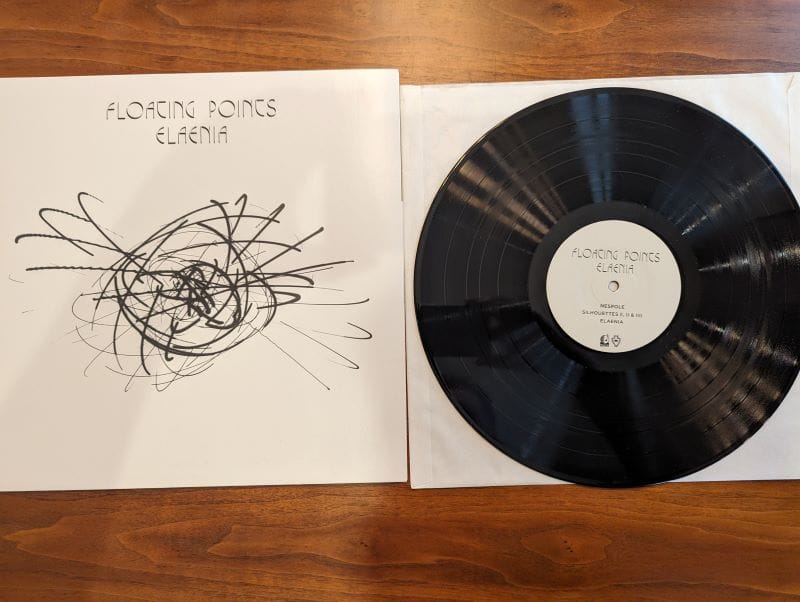 FLOATING POINTS
ELAENIA
FLOATING POINTS
ELAENIA
NESPOLE
SILHOUETTES (I, II & III)
ELAENIA